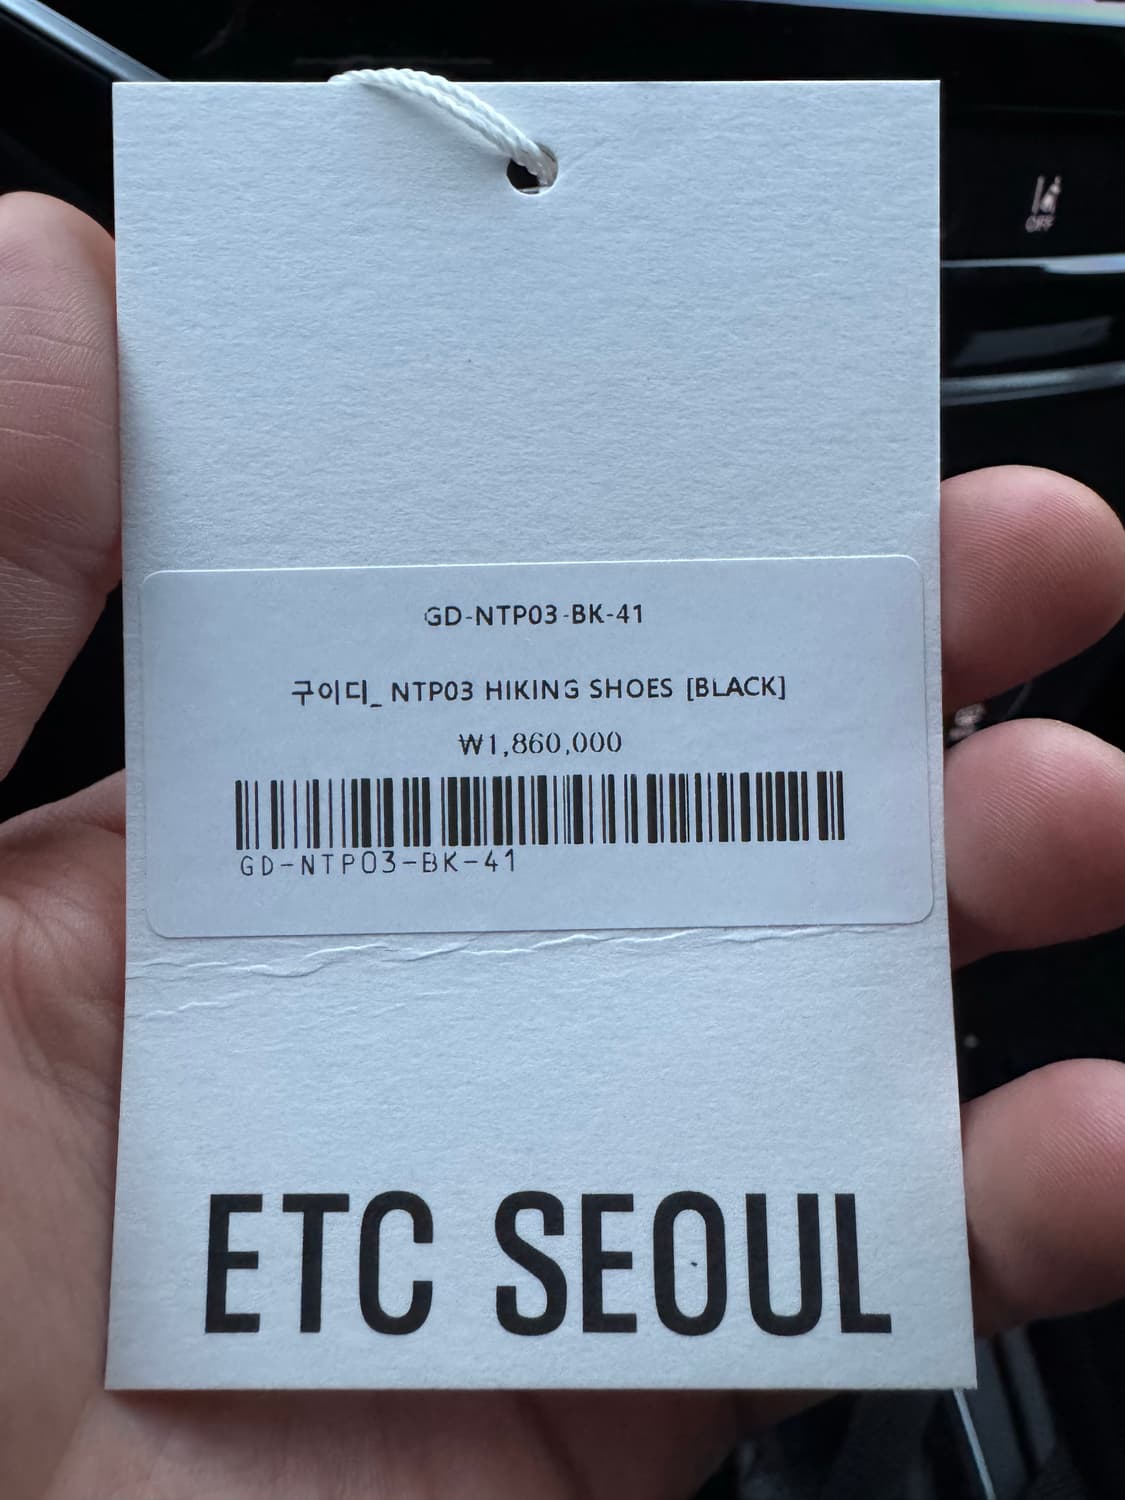 OFF
GD-NTP03-BK-41
구이디_ NTP03 HIKING SHOES [BLACK]
₩1,860,000
GD-NTP03-BK-41
ETC SEOUL